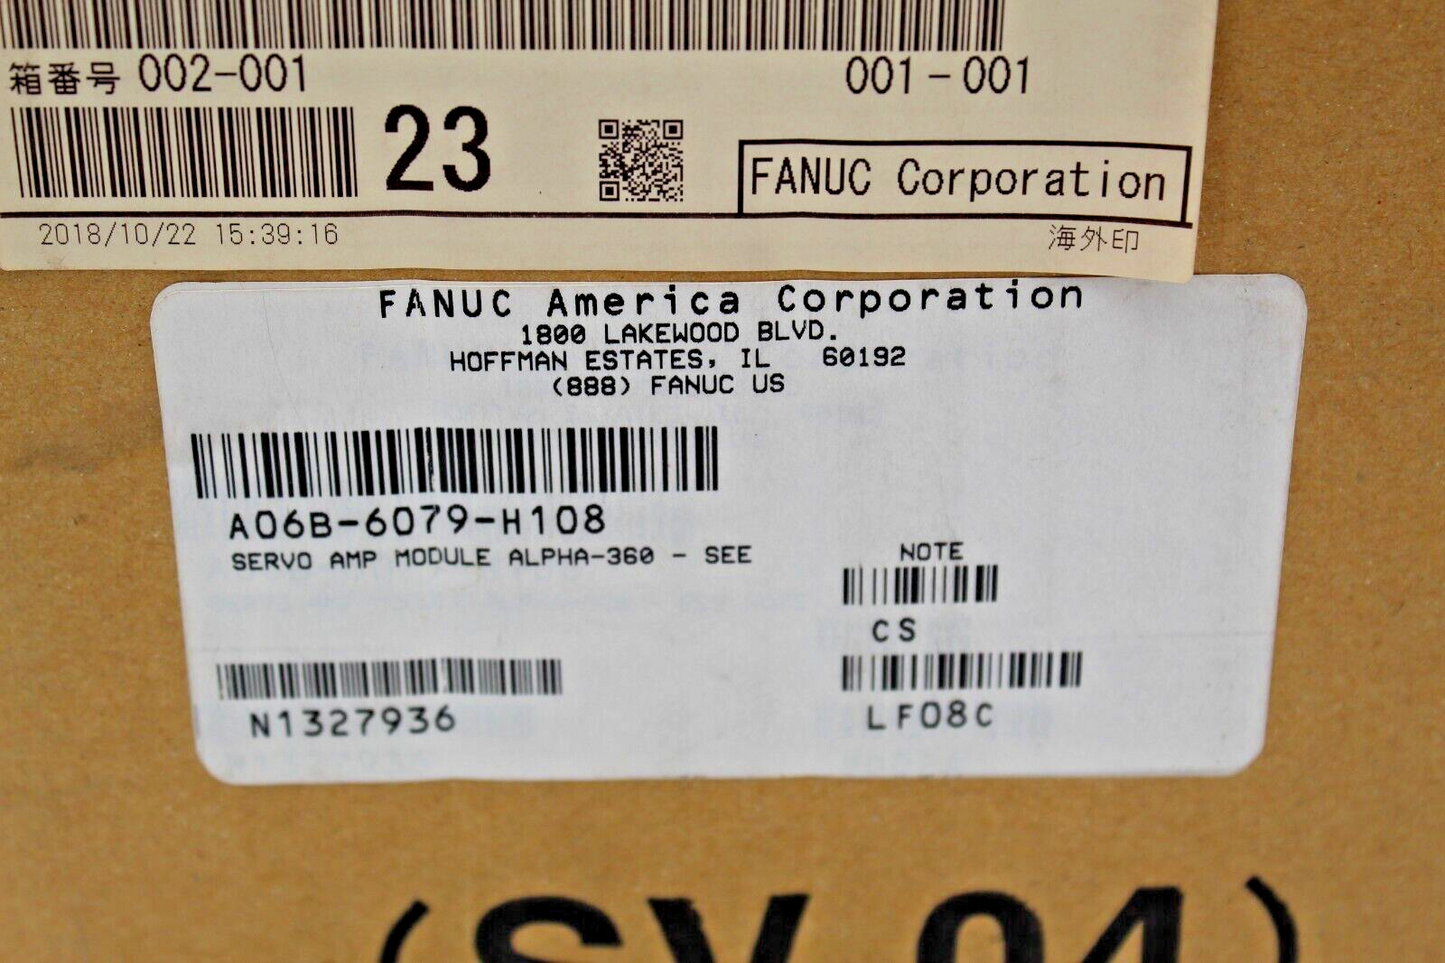 箱番号 002-001 001-001
23
FANUC Corporation
2018/10/22 15:39:16 海外印
FANUC America Corporation
1800 LAKEWOOD BLVD.
HOFFMAN ESTATES, IL 60192
(888) FANUC US
A06B-6079-H108
SERVO AMP MODULE ALPHA-360 - SEE NOTE
CS
N1327936 LF08C
(SV-04)